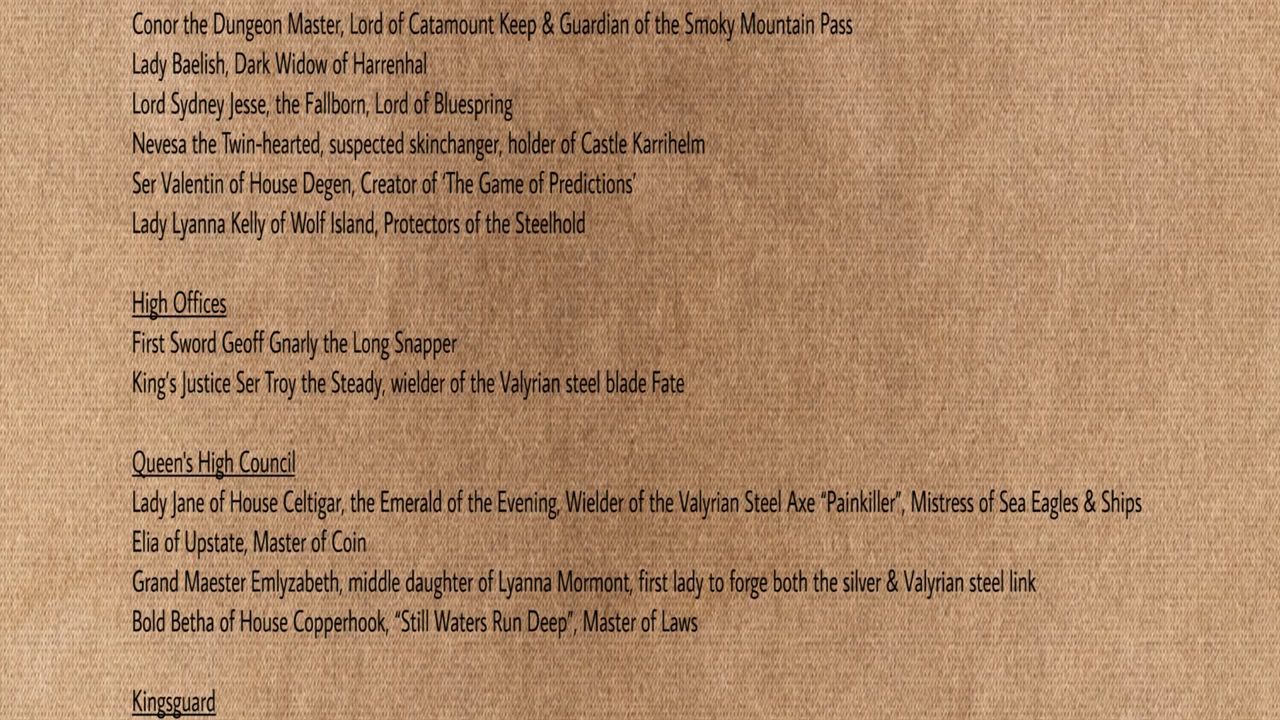 Conor the Dungeon Master, Lord of Catamount Keep & Guardian of the Smoky Mountain Pass
Lady Baelish, Dark Widow of Harrenhal
Lord Sydney Jesse, the Fallborn, Lord of Bluespring
Nevesa the Twin-hearted, suspected skinchanger, holder of Castle Karrihelm
Ser Valentin of House Degen, Creator of ‘The Game of Predictions’
Lady Lyanna Kelly of Wolf Island, Protectors of the Steelhold
High Offices
First Sword Geoff Gnarly the Long Snapper
King’s Justice Ser Troy the Steady, wielder of the Valyrian steel blade Fate
Queen's High Council
Lady Jane of House Celtigar, the Emerald of the Evening, Wielder of the Valyrian Steel Axe “Painkiller”, Mistress of Sea Eagles & Ships
Elia of Upstate, Master of Coin
Grand Maester Emlyzabeth, middle daughter of Lyanna Mormont, first lady to forge both the silver & Valyrian steel link
Bold Betha of House Copperhook, “Still Waters Run Deep”, Master of Laws
Kingsguard